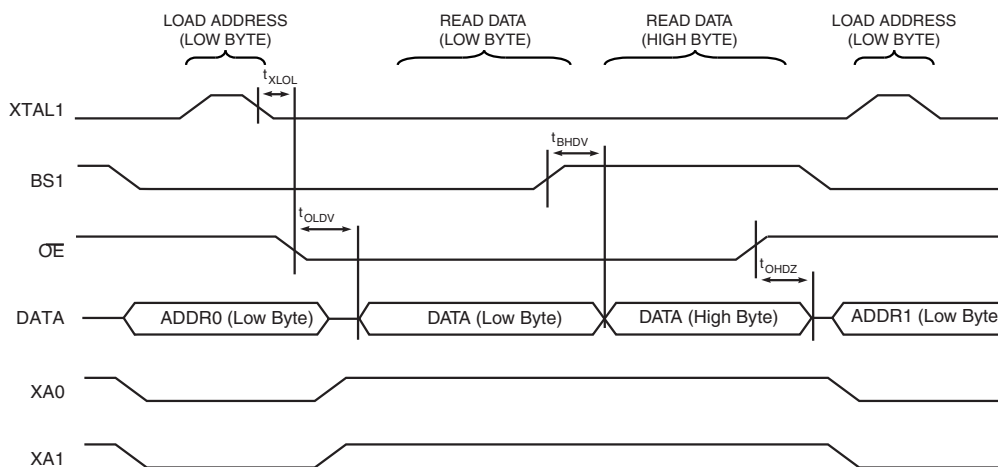 LOAD ADDRESS
(LOW BYTE)
READ DATA
(LOW BYTE)
READ DATA
(HIGH BYTE)
LOAD ADDRESS
(LOW BYTE)
tXLOL
XTAL1
tBHDV
BS1
tOLDV
OE
tOHDZ
DATA
ADDR0 (Low Byte)
DATA (Low Byte)
DATA (High Byte)
ADDR1 (Low Byte
XA0
XA1